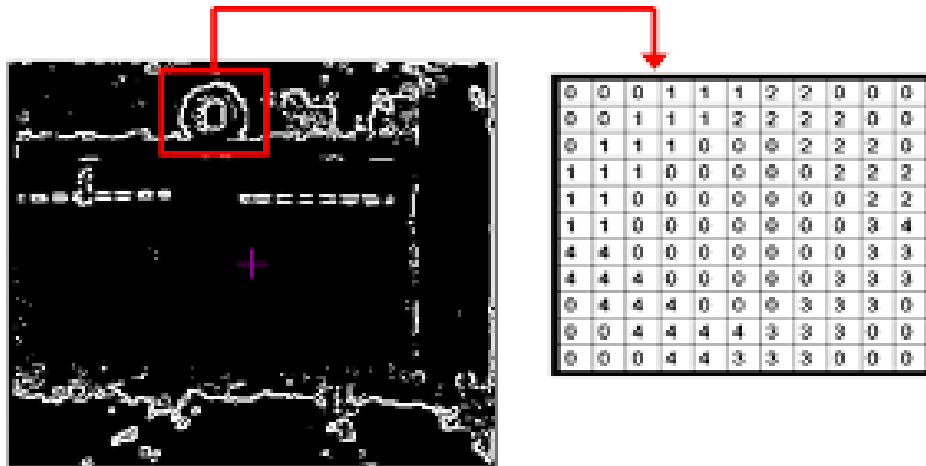 0 0 0 1 1 1 2 2 0 0 0
0 0 1 1 1 2 2 2 2 0 0
0 1 1 1 0 0 0 2 2 2 0
1 1 1 0 0 0 0 0 2 2 2
1 1 0 0 0 0 0 0 0 2 2
1 1 0 0 0 0 0 0 0 3 4
4 4 0 0 0 0 0 0 0 3 3
4 4 4 0 0 0 0 0 3 3 3
0 4 4 4 0 0 0 3 3 3 0
0 0 4 4 4 4 3 3 3 0 0
0 0 0 4 4 3 3 3 0 0 0